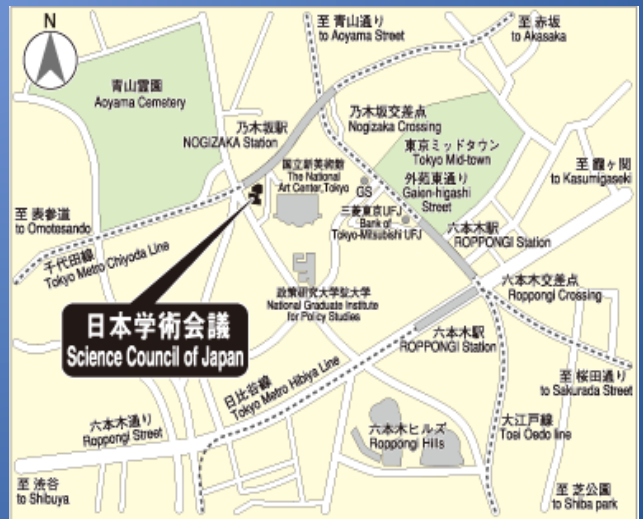 N
至 青山通り
to Aoyama Street
至 赤坂
to Akasaka
青山霊園
Aoyama Cemetery
乃木坂駅
NOGIZAKA Station
乃木坂交差点
Nogizaka Crossing
東京ミッドタウン
Tokyo Mid-town
国立新美術館
The National
Art Center,Tokyo
外苑東通り
Gaien-higashi
Street
GS
至 霞ヶ関
to Kasumigaseki
三菱東京UFJ
Bank of
Tokyo-Mitsubishi UFJ
至 表参道
to Omotesando
六本木駅
ROPPONGI Station
千代田線
Tokyo Metro Chiyoda Line
政策研究大学院大学
National Graduate Institute
for Policy Studies
六本木交差点
Roppongi Crossing
日本学術会議
Science Council of Japan
六本木駅
ROPPONGI Station
至 桜田通り
to Sakurada Street
日比谷線
Tokyo Metro Hibiya Line
六本木通り
Roppongi Street
六本木ヒルズ
Roppongi Hills
大江戸線
Toei Oedo line
至 渋谷
to Shibuya
至 芝公園
to Shiba park